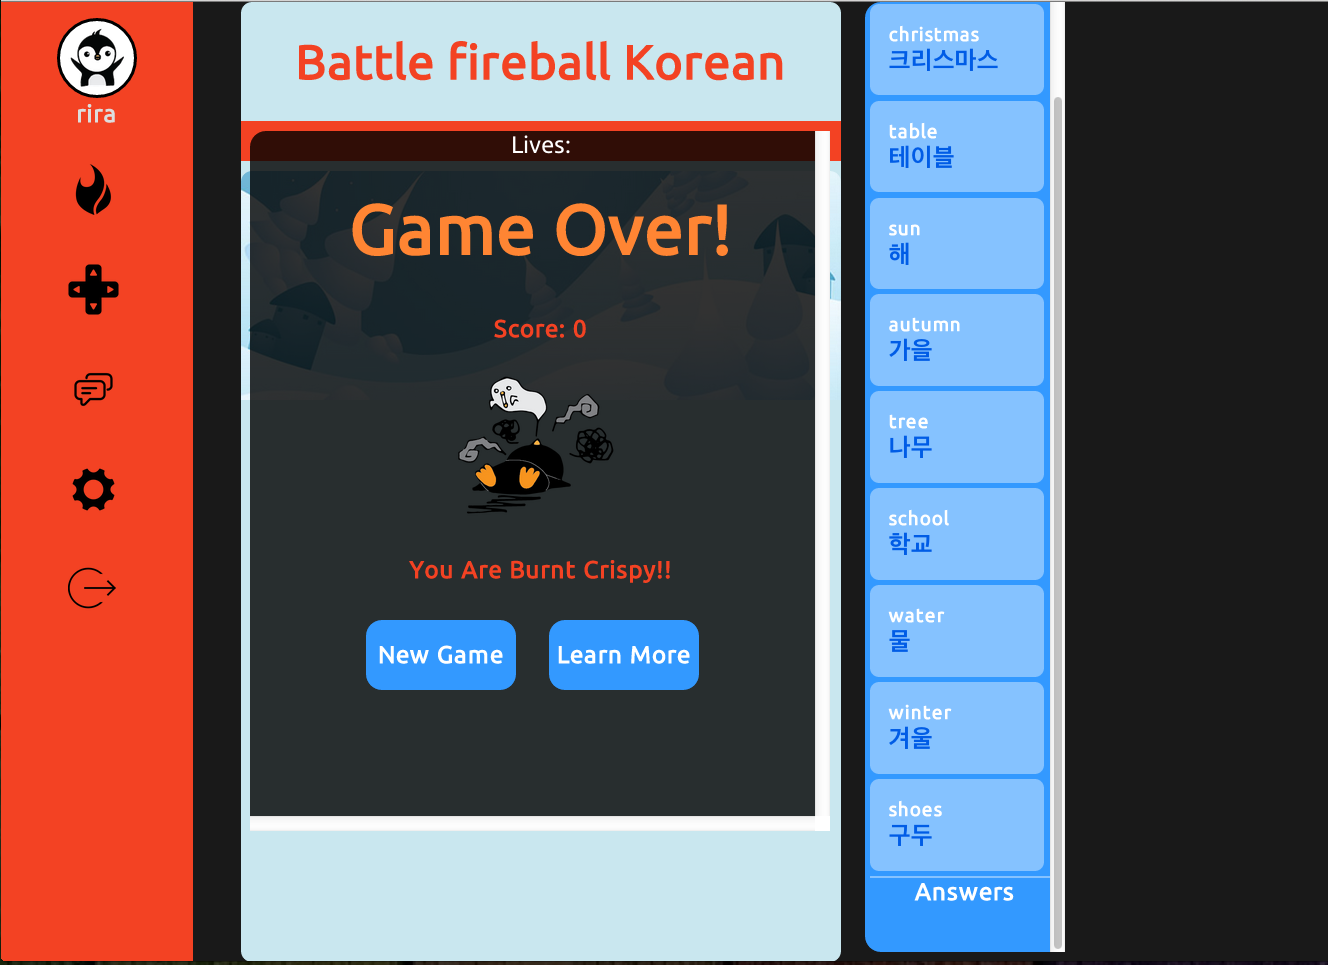 rira
Battle fireball Korean
Lives:
Game Over!
Score: 0
You Are Burnt Crispy!!
New Game
Learn More
christmas
크리스마스
table
테이블
sun
해
autumn
가을
tree
나무
school
학교
water
물
winter
겨울
shoes
구두
Answers